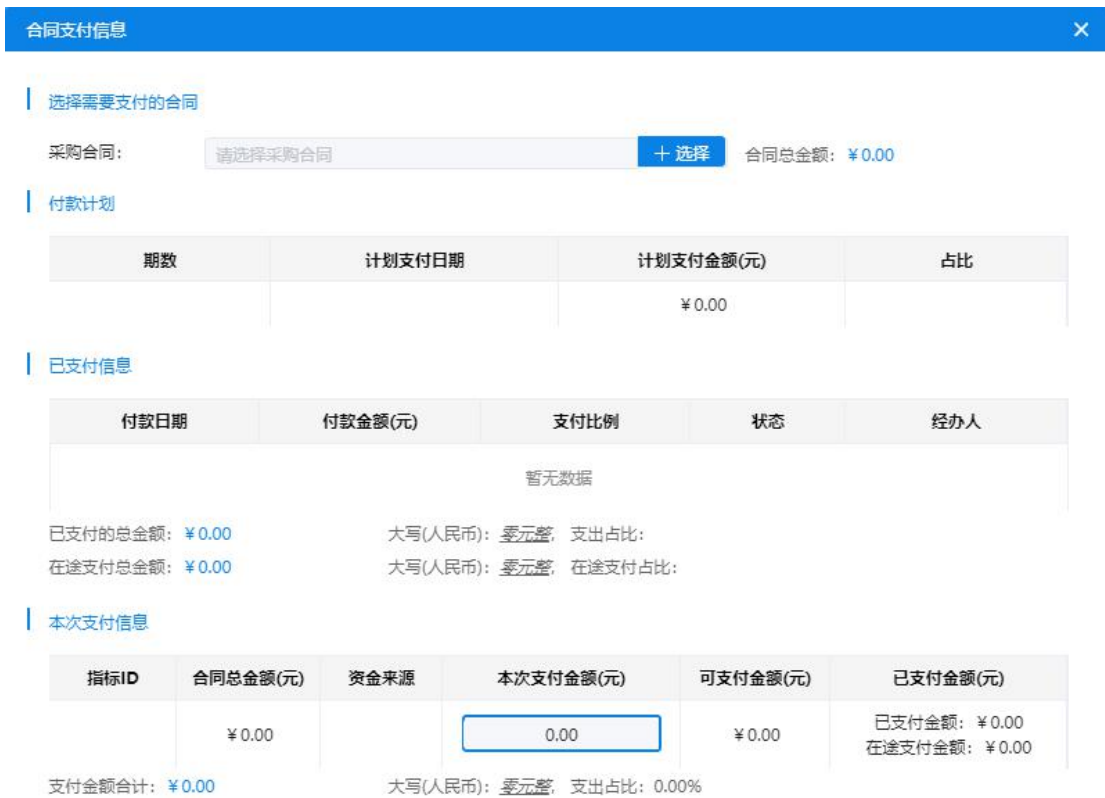 合同支付信息
选择需要支付的合同
采购合同: 请选择采购合同 十选择 合同总金额: ¥0.00
付款计划
期数 计划支付日期 计划支付金额(元) 占比
¥0.00
已支付信息
付款日期 付款金额(元) 支付比例 状态 经办人
暂无数据
已支付的总金额: ¥0.00 大写(人民币): 零元整, 支出占比:
在途支付总金额: ¥0.00 大写(人民币): 零元整, 在途支付占比:
本次支付信息
指标ID 合同总金额(元) 资金来源 本次支付金额(元) 可支付金额(元) 已支付金额(元)
¥0.00 0.00 ¥0.00 已支付金额: ¥0.00
在途支付金额: ¥0.00
支付金额合计: ¥0.00 大写(人民币): 零元整, 支出占比: 0.00%